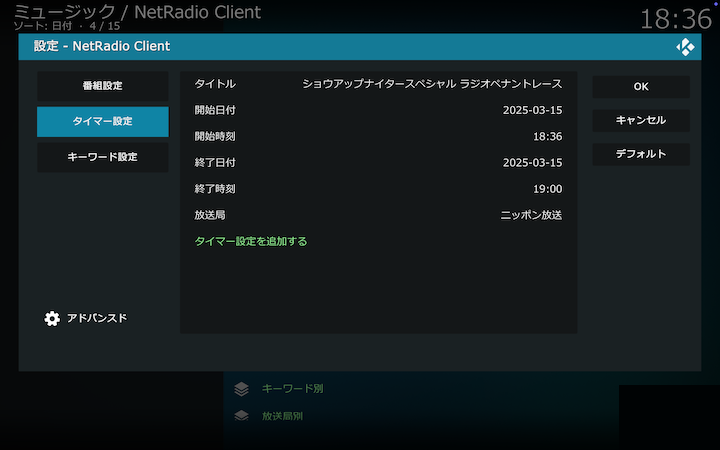 ミュージック / NetRadio Client
ソート: 日付 · 4 / 15
18:36
設定 - NetRadio Client
番組設定
タイマー設定
キーワード設定
タイトル ショウアップナイタースペシャル ラジオペナントレース
開始日付 2025-03-15
開始時刻 18:36
終了日付 2025-03-15
終了時刻 19:00
放送局 ニッポン放送
タイマー設定を追加する
OK
キャンセル
デフォルト
アドバンスド
キーワード別
放送局別